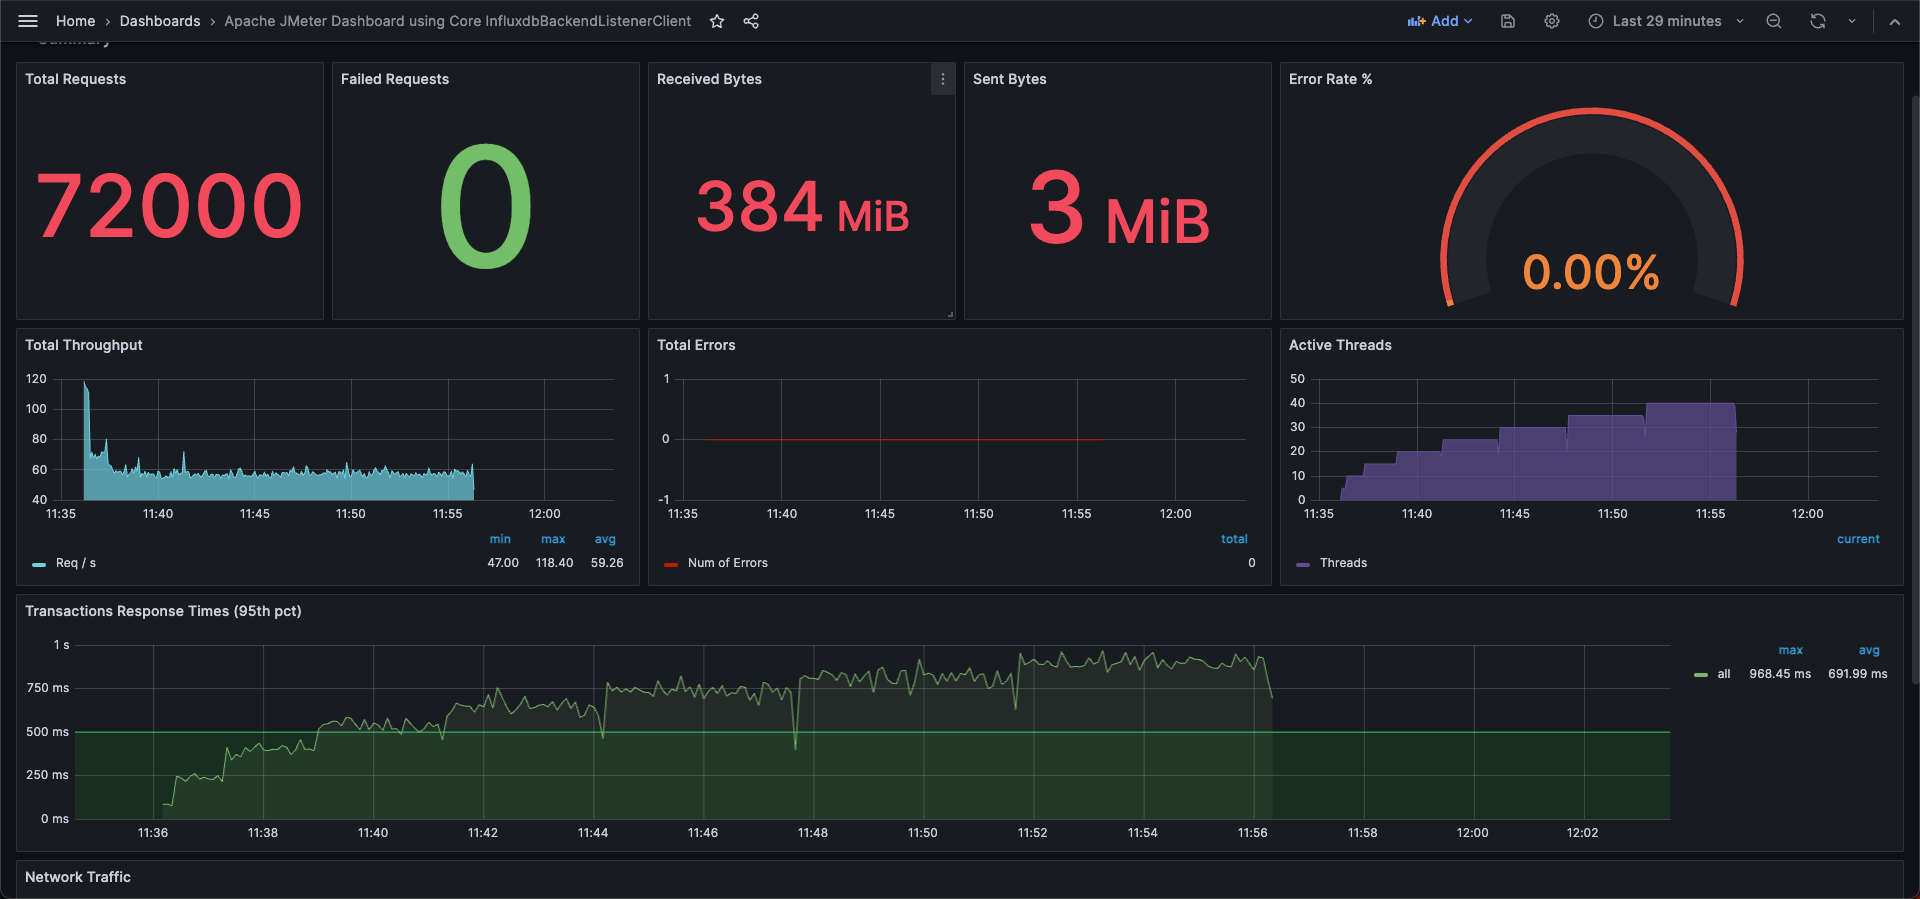 Home › Dashboards › Apache JMeter Dashboard using Core InfluxdbBackendListenerClient
Add
Last 29 minutes
Summary
Total Requests
72000
Failed Requests
0
Received Bytes
384 MiB
Sent Bytes
3 MiB
Error Rate %
0.00%
Total Throughput
120
100
80
60
40
11:35 11:40 11:45 11:50 11:55 12:00
min max avg
Req / s 47.00 118.40 59.26
Total Errors
1
0
-1
11:35 11:40 11:45 11:50 11:55 12:00
total
Num of Errors 0
Active Threads
50
40
30
20
10
0
11:35 11:40 11:45 11:50 11:55 12:00
current
Threads
Transactions Response Times (95th pct)
1 s
750 ms
500 ms
250 ms
0 ms
11:36 11:38 11:40 11:42 11:44 11:46 11:48 11:50 11:52 11:54 11:56 11:58 12:00 12:02
max avg
all 968.45 ms 691.99 ms
Network Traffic